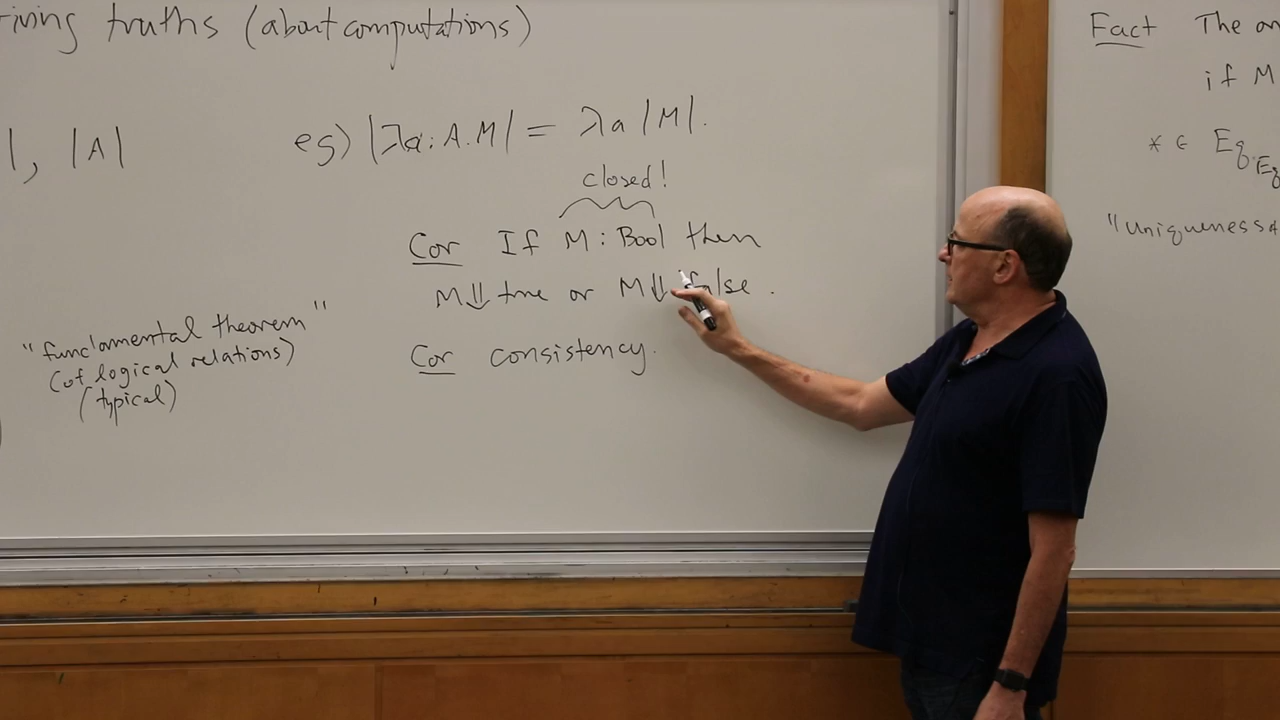 truths (about computations)
|, |A|
eg) |λa:A.M| = λa |M|.
closed!
Cor If M : Bool then
M⇓ true or M⇓ false.
Cor consistency.
"fundamental theorem"
(of logical relations)
(typical)
Fact The
if M
* ∈ Eq
"uniqueness